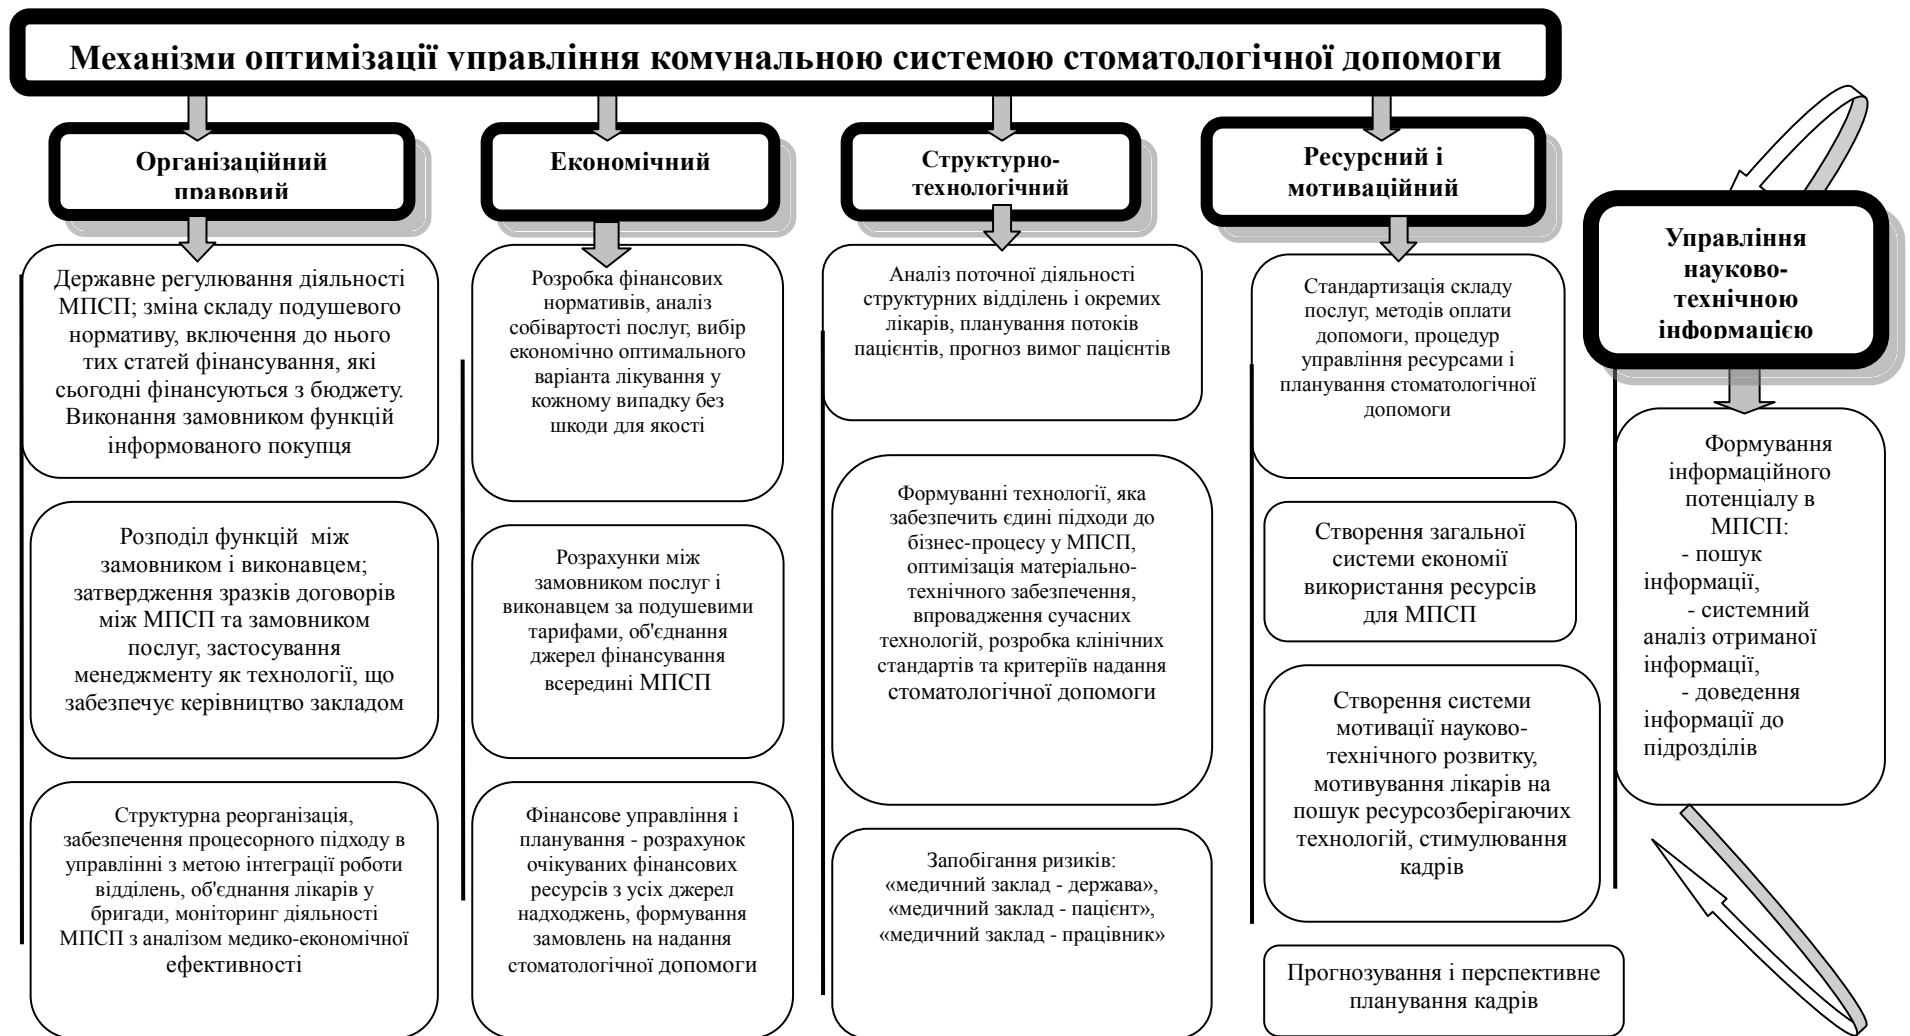 Механізми оптимізації управління комунальною системою стоматологічної допомоги
Організаційний
правовий
Державне регулювання діяльності
МПСП; зміна складу подушевого
нормативу, включення до нього
тих статей фінансування, які
сьогодні фінансуються з бюджету.
Виконання замовником функцій
інформованого покупця
Розподіл функцій між
замовником і виконавцем;
затвердження зразків договорів
між МПСП та замовником
послуг, застосування
менеджменту як технології, що
забезпечує керівництво закладом
Структурна реорганізація,
забезпечення процесорного підходу в
управлінні з метою інтеграції роботи
відділень, об'єднання лікарів у
бригади, моніторинг діяльності
МПСП з аналізом медико-економічної
ефективності
Економічний
Розробка фінансових
нормативів, аналіз
собівартості послуг, вибір
економічно оптимального
варіанта лікування у
кожному випадку без
шкоди для якості
Розрахунки між
замовником послуг і
виконавцем за подушевими
тарифами, об'єднання
джерел фінансування
всередині МПСП
Фінансове управління і
планування - розрахунок
очікуваних фінансових
ресурсів з усіх джерел
надходжень, формування
замовлень на надання
стоматологічної допомоги
Структурно-
технологічний
Аналіз поточної діяльності
структурних відділень і окремих
лікарів, планування потоків
пацієнтів, прогноз вимог пацієнтів
Формуванні технології, яка
забезпечить єдині підходи до
бізнес-процесу у МПСП,
оптимізація матеріально-
технічного забезпечення,
впровадження сучасних
технологій, розробка клінічних
стандартів та критеріїв надання
стоматологічної допомоги
Запобігання ризиків:
«медичний заклад - держава»,
«медичний заклад - пацієнт»,
«медичний заклад - працівник»
Ресурсний і
мотиваційний
Стандартизація складу
послуг, методів оплати
допомоги, процедур
управління ресурсами і
планування стоматологічної
допомоги
Створення загальної
системи економії
використання ресурсів
для МПСП
Створення системи
мотивації науково-
технічного розвитку,
мотивування лікарів на
пошук ресурсозберігаючих
технологій, стимулювання
кадрів
Прогнозування і перспективне
планування кадрів
Управління
науково-
технічною
інформацією
Формування
інформаційного
потенціалу в
МПСП:
- пошук
інформації,
- системний
аналіз отриманої
інформації,
- доведення
інформації до
підрозділів